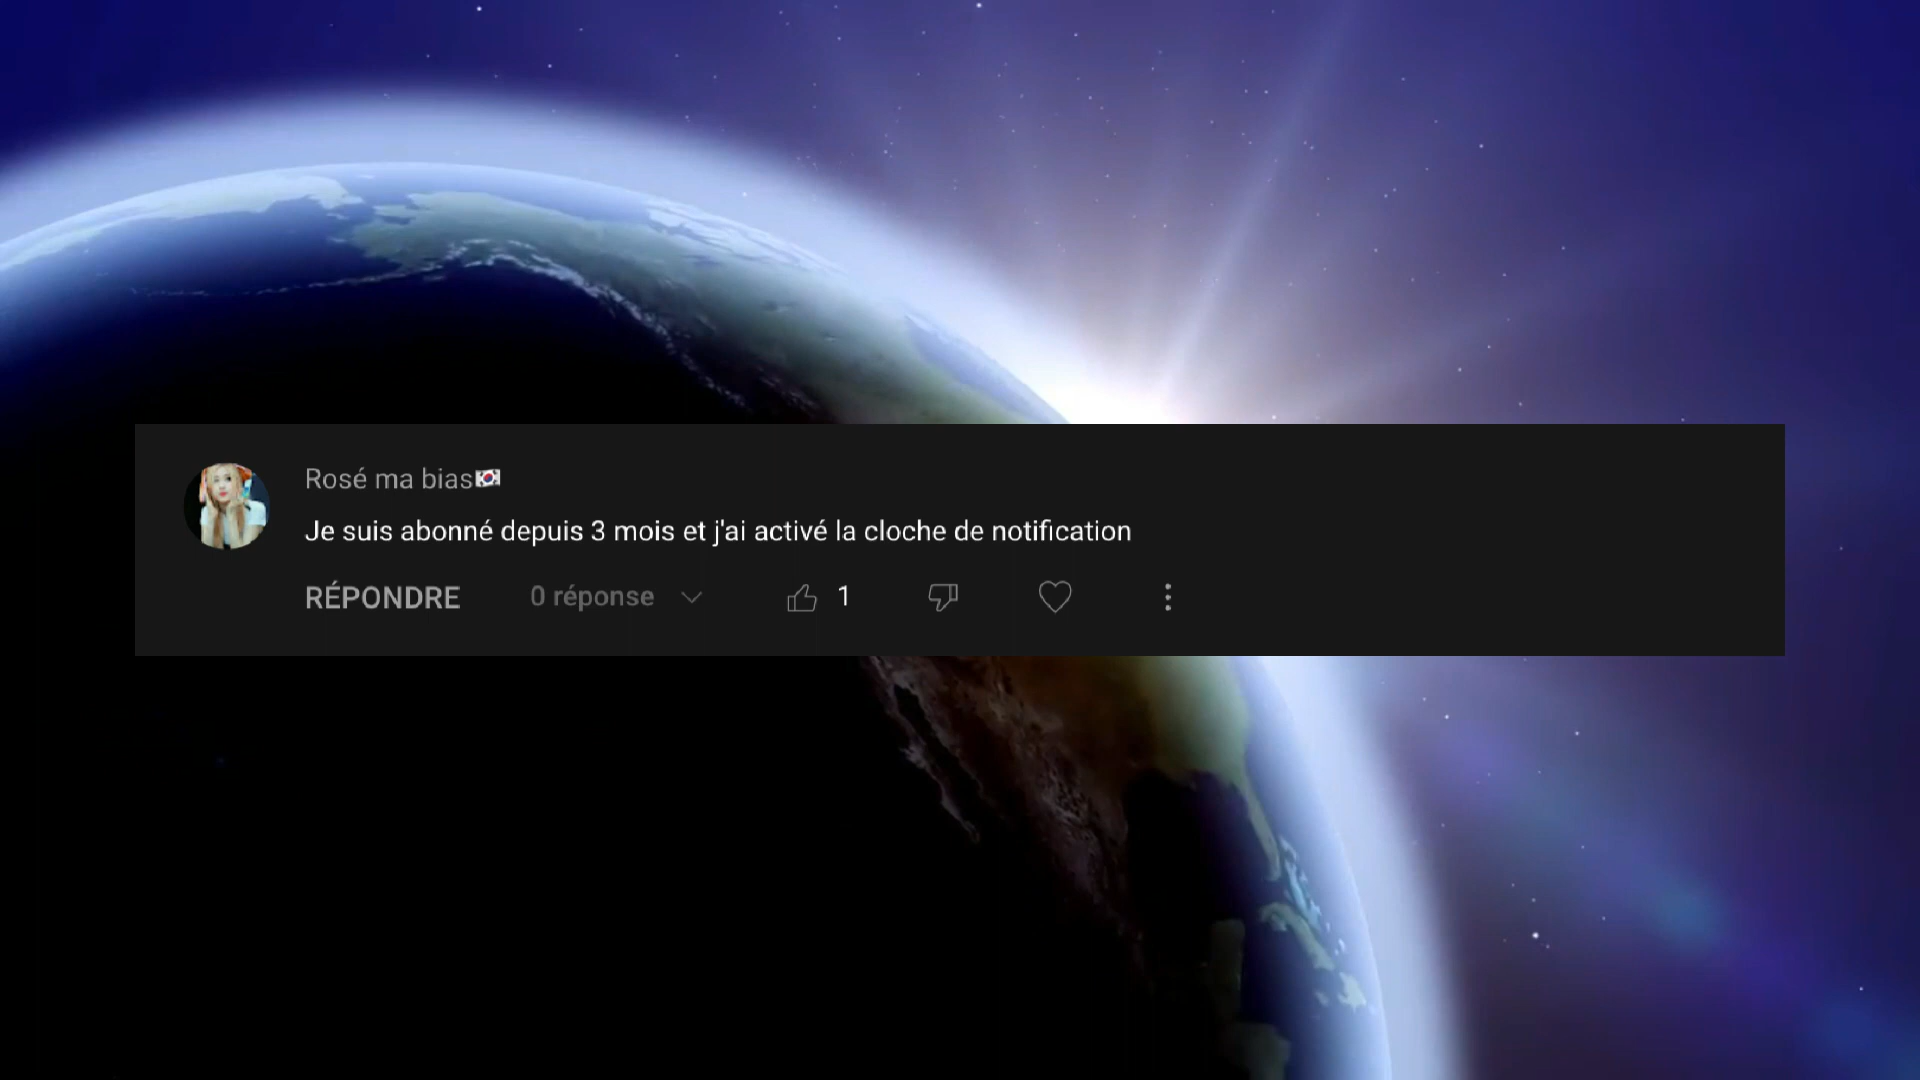 Rosé ma bias🇰🇷
Je suis abonné depuis 3 mois et j'ai activé la cloche de notification
RÉPONDRE 0 réponse 1